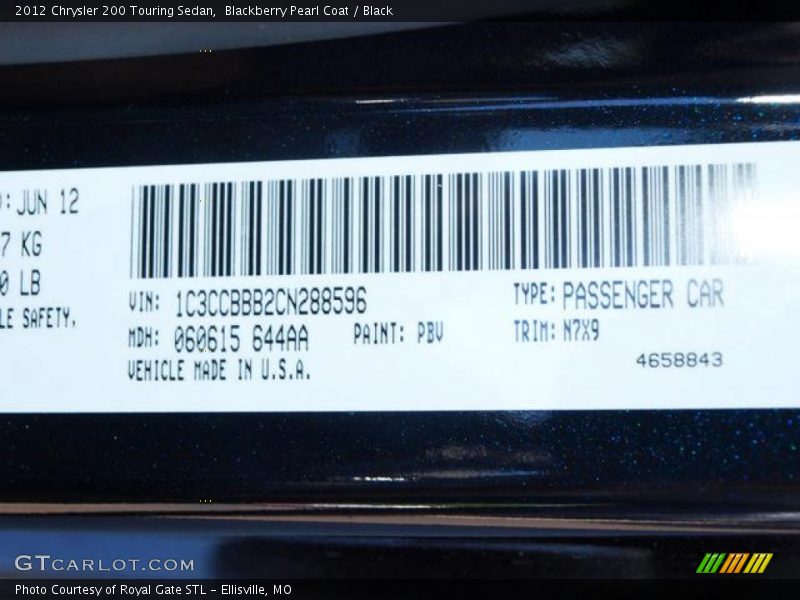 2012 Chrysler 200 Touring Sedan, Blackberry Pearl Coat / Black
: JUN 12
7 KG
0 LB
LE SAFETY,
VIN: 1C3CCBBB2CN288596
TYPE: PASSENGER CAR
MDH: 060615 644AA
PAINT: PBV
TRIM: N7X9
VEHICLE MADE IN U.S.A.
4658843
GTCARLOT.COM
Photo Courtesy of Royal Gate STL - Ellisville, MO